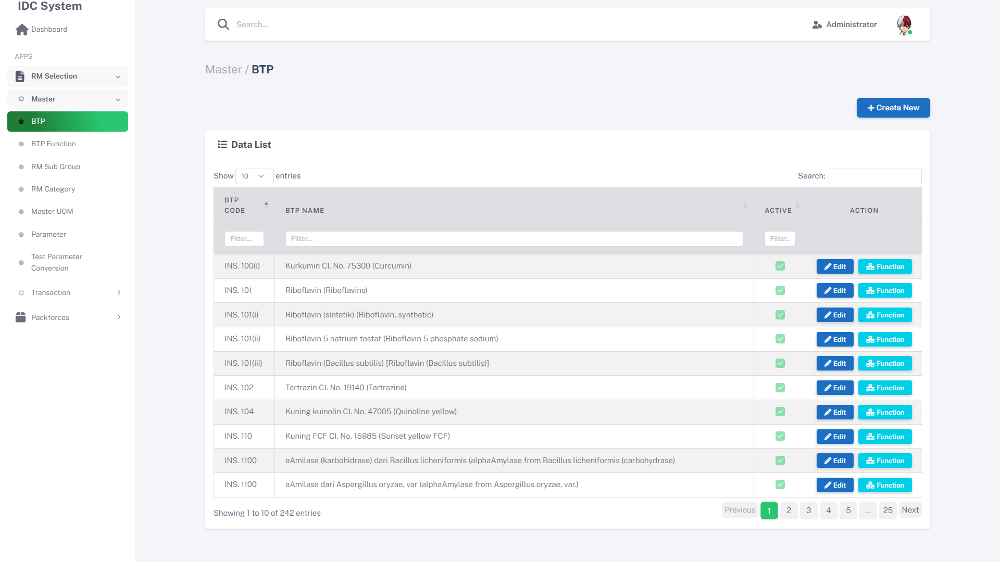 IDC System
Dashboard
APPS
RM Selection
Master
BTP
BTP Function
RM Sub Group
RM Category
Master UOM
Parameter
Test Parameter
Conversion
Transaction
Packforces
Search...
Administrator
Master / BTP
+ Create New
Data List
Show 10 entries
Search:
BTP CODE BTP NAME ACTIVE ACTION
Filter... Filter... Filter..
INS. 100(i) Kurkumin CI. No. 75300 (Curcumin) Edit Function
INS. 101 Riboflavin (Riboflavins) Edit Function
INS. 101(i) Riboflavin (sintetik) (Riboflavin, synthetic) Edit Function
INS. 101(ii) Riboflavin 5 natrium fosfat (Riboflavin 5 phosphate sodium) Edit Function
INS. 101(iii) Riboflavin (Bacillus subtilis) [Riboflavin (Bacillus subtilis)] Edit Function
INS. 102 Tartrazin CI. No. 19140 (Tartrazine) Edit Function
INS. 104 Kuning kuinolin CI. No. 47005 (Quinoline yellow) Edit Function
INS. 110 Kuning FCF CI. No. 15985 (Sunset yellow FCF) Edit Function
INS. 1100 aAmilase (karbohidrase) dari Bacillus licheniformis (alphaAmylase from Bacillus licheniformis (carbohydrase) Edit Function
INS. 1100 aAmilase dari Aspergillus oryzae, var (alphaAmylase from Aspergillus oryzae, var.) Edit Function
Showing 1 to 10 of 242 entries
Previous 1 2 3 4 5 ... 25 Next